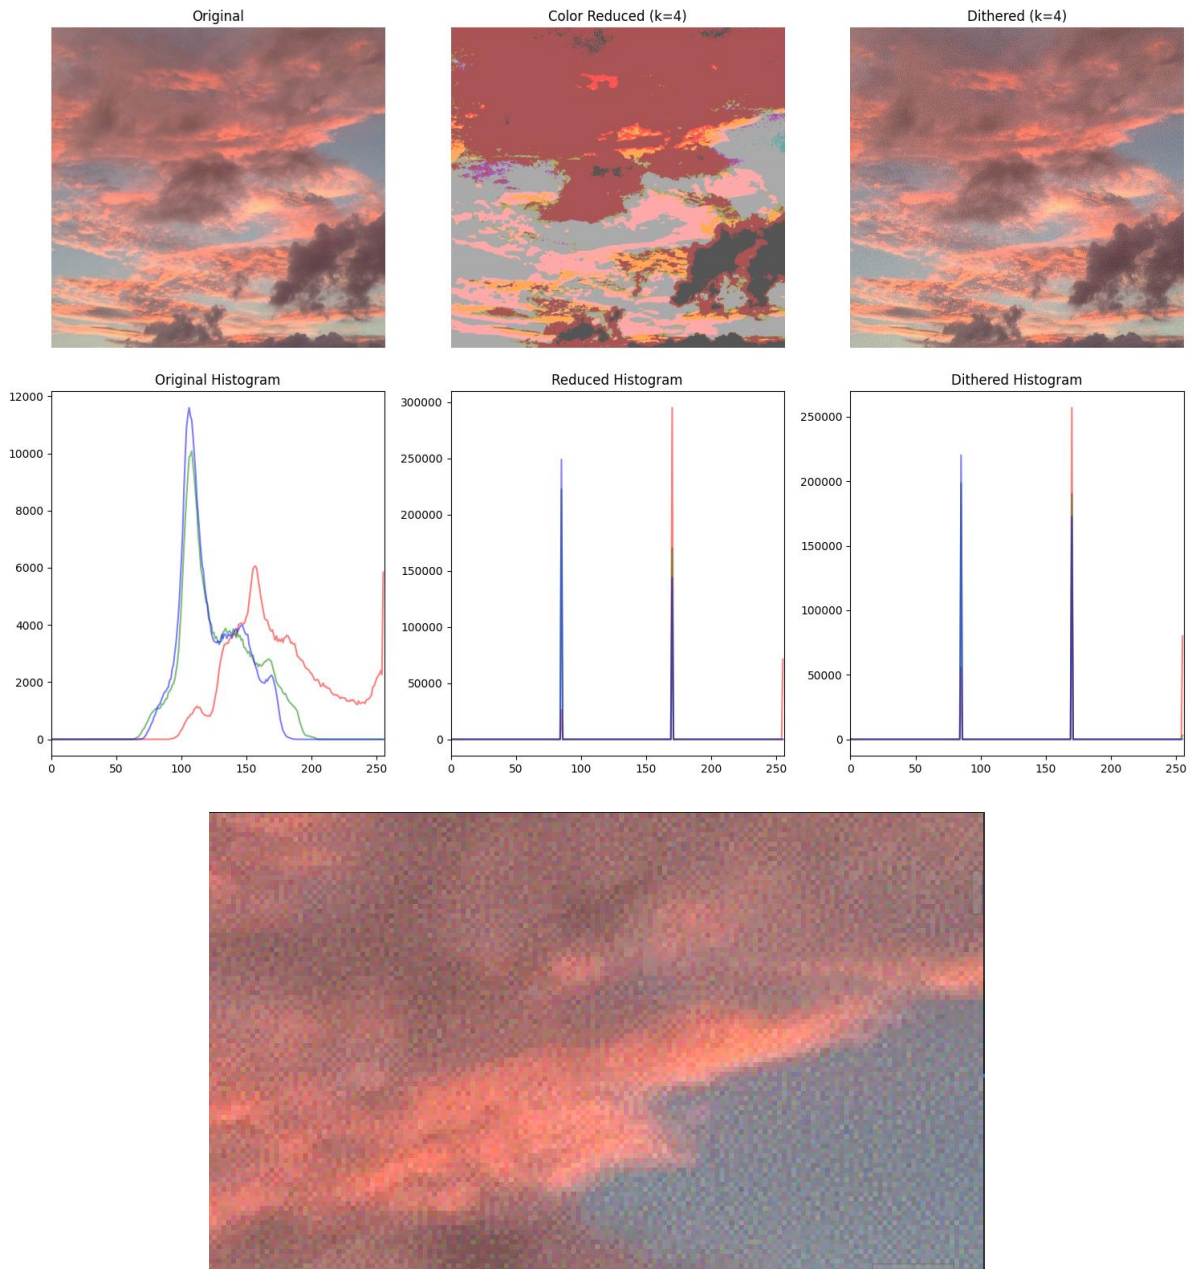 Original
Color Reduced (k=4)
Dithered (k=4)
Original Histogram
Reduced Histogram
Dithered Histogram
12000
10000
8000
6000
4000
2000
0
0 50 100 150 200 250
300000
250000
200000
150000
100000
50000
0
0 50 100 150 200 250
250000
200000
150000
100000
50000
0
0 50 100 150 200 250